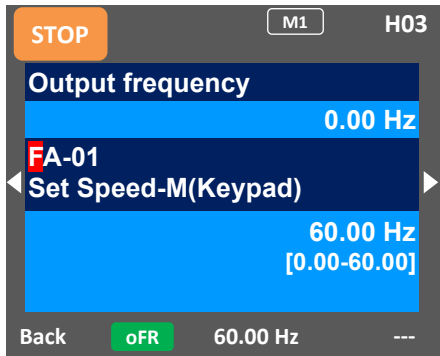 STOP M1 H03
Output frequency
0.00 Hz
FA-01
Set Speed-M(Keypad)
60.00 Hz
[0.00-60.00]
Back oFR 60.00 Hz ---